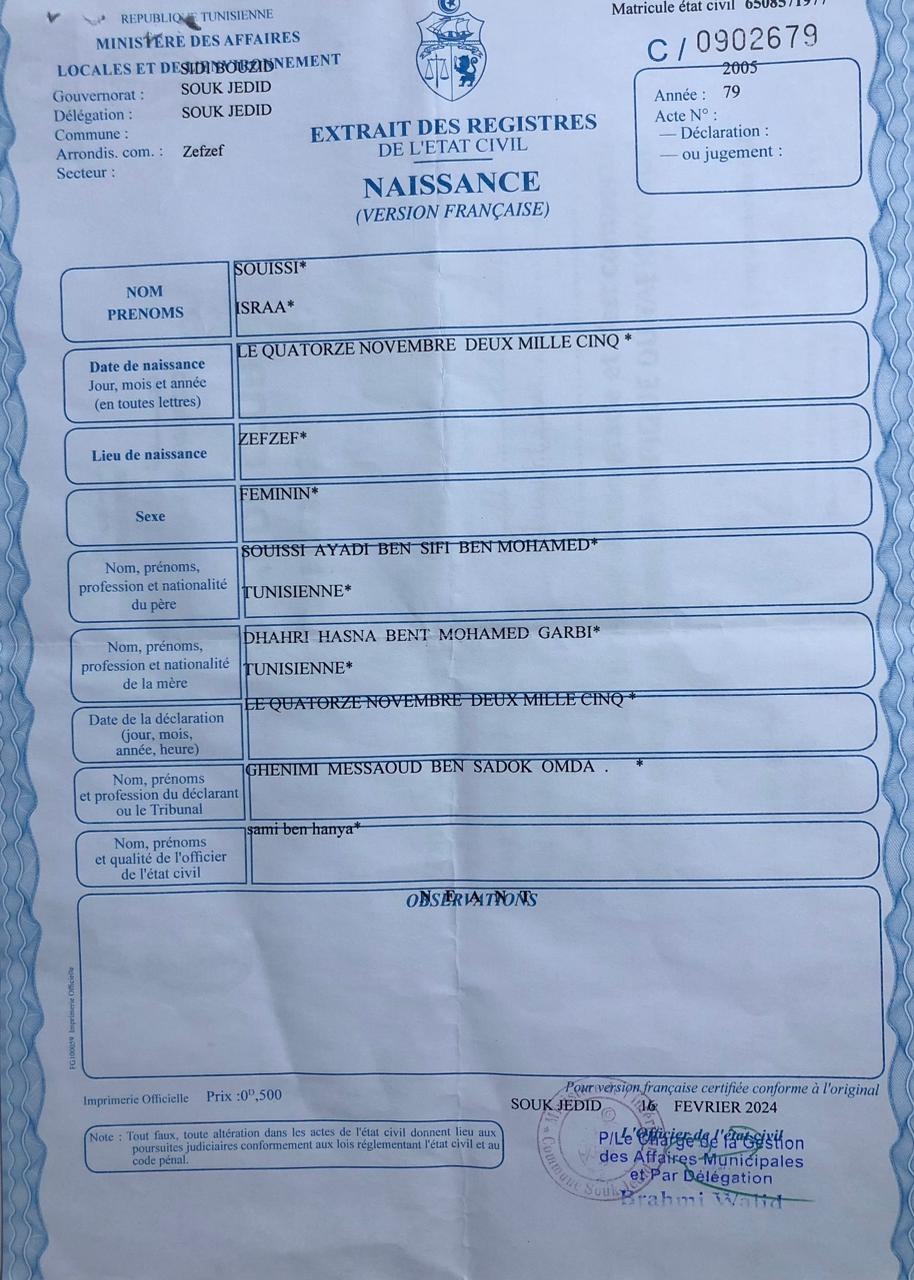 REPUBLIQUE TUNISIENNE
MINISTERE DES AFFAIRES
LOCALES ET DE L'ENVIRONNEMENT
SIDI BOUZID
Gouvernorat : SOUK JEDID
Délégation : SOUK JEDID
Commune :
Arrondis. com. : Zefzef
Secteur :
Matricule état civil
C / 0902679
2005
Année : 79
Acte N° :
— Déclaration :
— ou jugement :
EXTRAIT DES REGISTRES
DE L'ETAT CIVIL
NAISSANCE
(VERSION FRANÇAISE)
NOM
PRENOMS
SOUISSI*
ISRAA*
Date de naissance
Jour, mois et année
(en toutes lettres)
LE QUATORZE NOVEMBRE DEUX MILLE CINQ *
Lieu de naissance
ZEFZEF*
Sexe
FEMININ*
Nom, prénoms,
profession et nationalité
du père
SOUISSI AYADI BEN SIFI BEN MOHAMED*
TUNISIENNE*
Nom, prénoms,
profession et nationalité
de la mère
DHAHRI HASNA BENT MOHAMED GARBI*
TUNISIENNE*
Date de la déclaration
(jour, mois,
année, heure)
LE QUATORZE NOVEMBRE DEUX MILLE CINQ *
Nom, prénoms
et profession du déclarant
ou le Tribunal
GHENIMI MESSAOUD BEN SADOK OMDA . *
Nom, prénoms
et qualité de l'officier
de l'état civil
sami ben hanya*
OBSERVATIONS
N E A N T
FG100059 Imprimerie Officielle
Imprimerie Officielle Prix :0ᴰ,500
Note : Tout faux, toute altération dans les actes de l'état civil donnent lieu aux
poursuites judiciaires conformement aux lois réglementant l'état civil et au
code pénal.
Pour version française certifiée conforme à l'original
SOUK JEDID 16 FEVRIER 2024
L'Officier de l'état civil
P/Le Chargé de la Gestion
des Affaires Municipales
et Par Délégation
Brahmi Walid